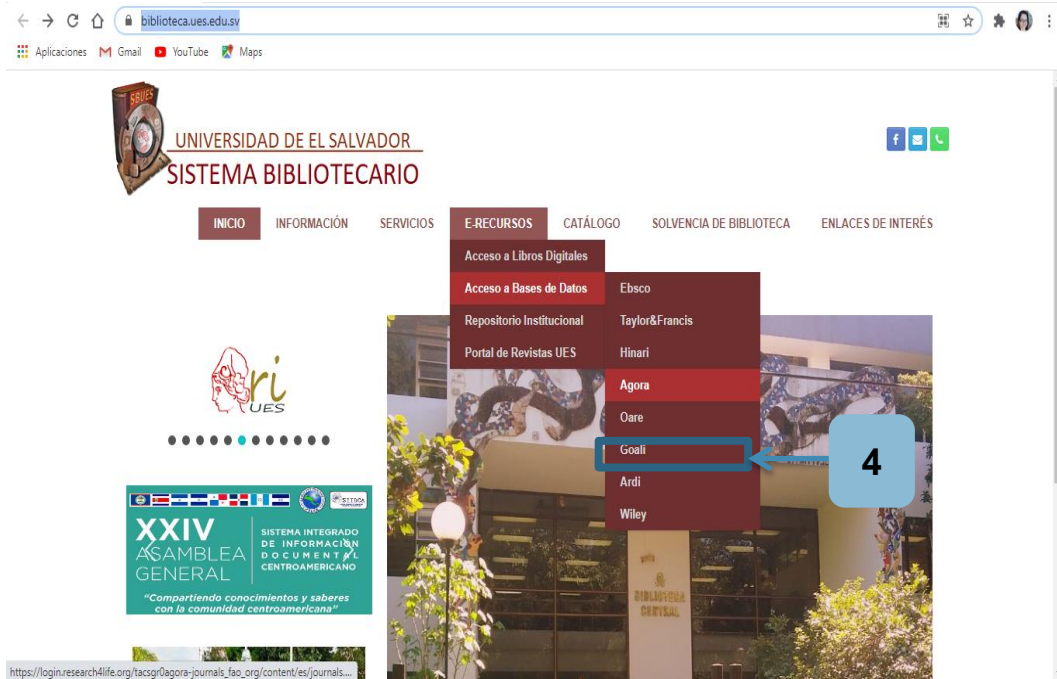 biblioteca.ues.edu.sv
Aplicaciones Gmail YouTube Maps
SBUES
UNIVERSIDAD DE EL SALVADOR
SISTEMA BIBLIOTECARIO
INICIO INFORMACIÓN SERVICIOS E-RECURSOS CATÁLOGO SOLVENCIA DE BIBLIOTECA ENLACES DE INTERÉS
Acceso a Libros Digitales
Acceso a Bases de Datos
Repositorio Institucional
Portal de Revistas UES
Ebsco
Taylor&Francis
Hinari
Agora
Oare
Goali
Ardi
Wiley
4
ri
UES
XXIV
ASAMBLEA
GENERAL
SISTEMA INTEGRADO
DE INFORMACIÓN
DOCUMENTAL
CENTROAMERICANO
"Compartiendo conocimientos y saberes
con la comunidad centroamericana"
BIBLIOTECA
CENTRAL
https://login.research4life.org/tacsgr0agora-journals_fao_org/content/es/journals....